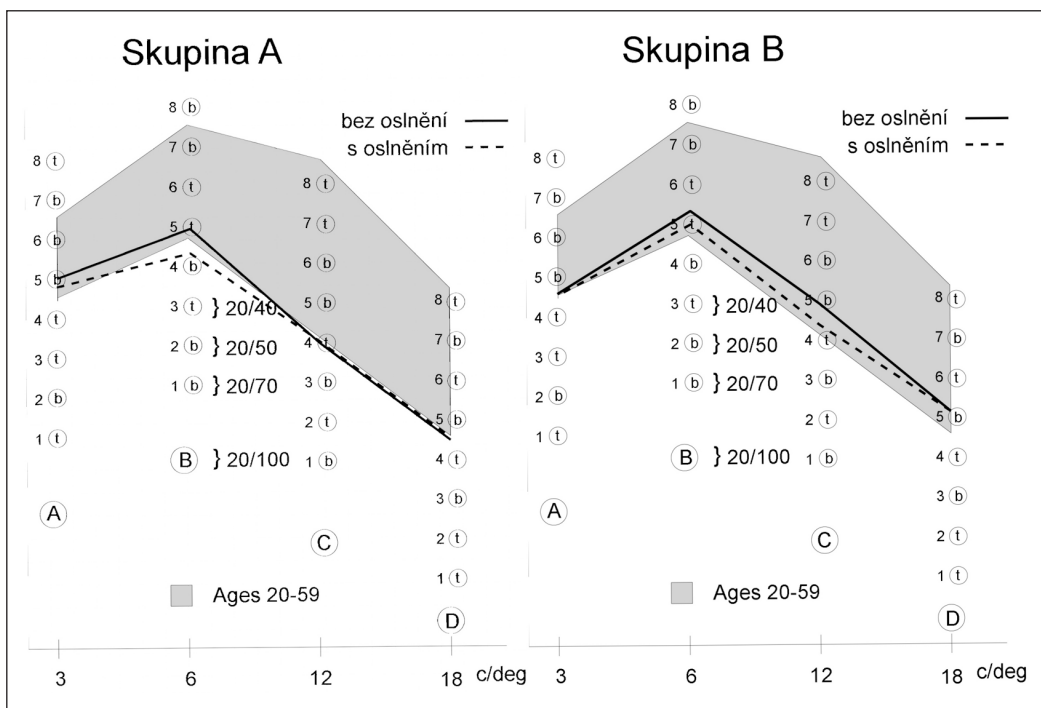 Skupina A
bez oslnění
s oslněním
8 t
7 b
6 b
5 b
4 t
3 t
2 b
1 t
A
8 b
7 b
6 t
5 t
4 b
3 t } 20/40
2 b } 20/50
1 b } 20/70
B } 20/100
8 t
7 t
6 b
5 b
4 t
3 b
2 t
1 b
C
8 t
7 b
6 t
5 b
4 t
3 b
2 t
1 t
D
Ages 20-59
3 6 12 18 c/deg
Skupina B
bez oslnění
s oslněním
8 t
7 b
6 b
5 b
4 t
3 t
2 b
1 t
A
8 b
7 b
6 t
5 t
4 b
3 t } 20/40
2 b } 20/50
1 b } 20/70
B } 20/100
8 t
7 t
6 b
5 b
4 t
3 b
2 t
1 b
C
8 t
7 b
6 t
5 b
4 t
3 b
2 t
1 t
D
Ages 20-59
3 6 12 18 c/deg